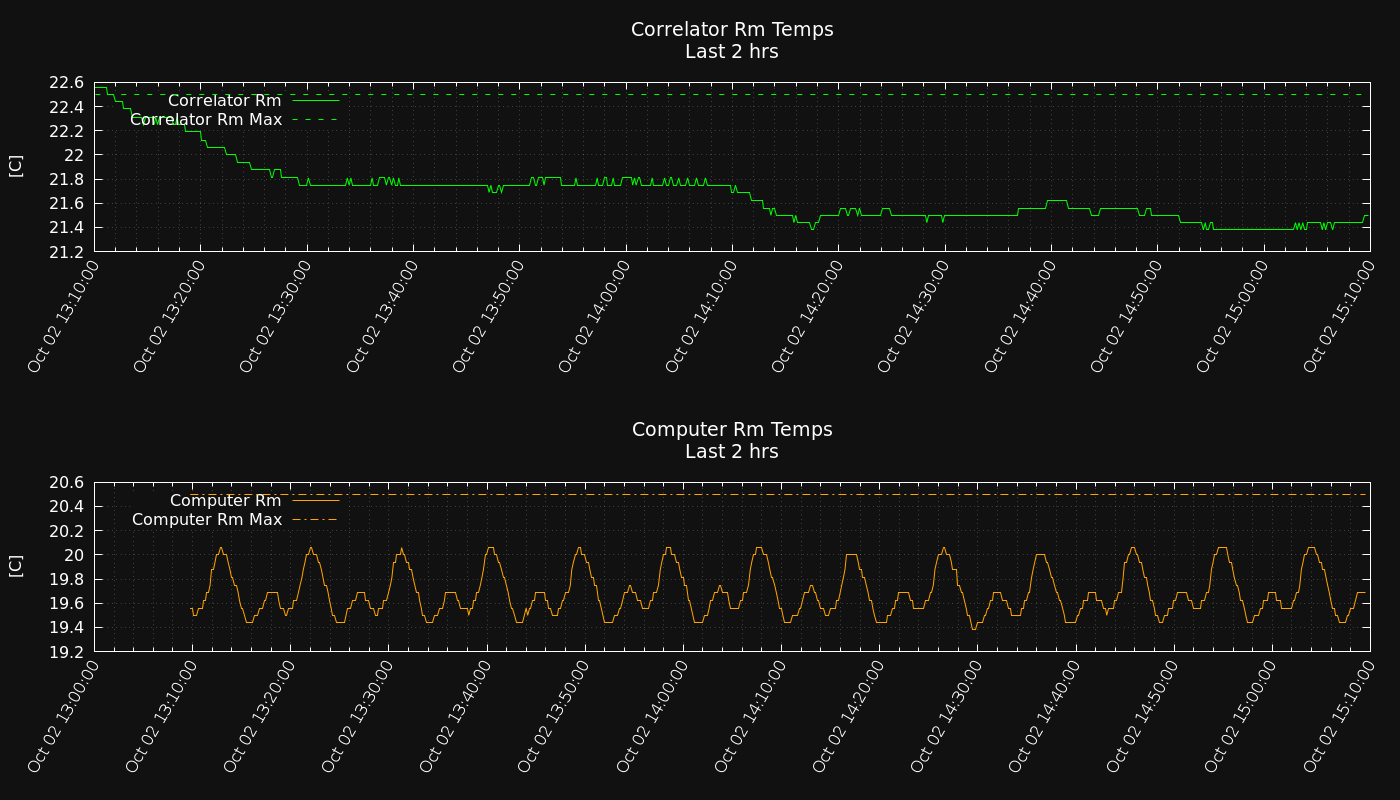 Correlator Rm Temps
Last 2 hrs
22.6
22.4
22.2
22
21.8
21.6
21.4
21.2
[C]
Correlator Rm
Correlator Rm Max
Oct 02 13:10:00
Oct 02 13:20:00
Oct 02 13:30:00
Oct 02 13:40:00
Oct 02 13:50:00
Oct 02 14:00:00
Oct 02 14:10:00
Oct 02 14:20:00
Oct 02 14:30:00
Oct 02 14:40:00
Oct 02 14:50:00
Oct 02 15:00:00
Oct 02 15:10:00
Computer Rm Temps
Last 2 hrs
20.6
20.4
20.2
20
19.8
19.6
19.4
19.2
[C]
Computer Rm
Computer Rm Max
Oct 02 13:00:00
Oct 02 13:10:00
Oct 02 13:20:00
Oct 02 13:30:00
Oct 02 13:40:00
Oct 02 13:50:00
Oct 02 14:00:00
Oct 02 14:10:00
Oct 02 14:20:00
Oct 02 14:30:00
Oct 02 14:40:00
Oct 02 14:50:00
Oct 02 15:00:00
Oct 02 15:10:00